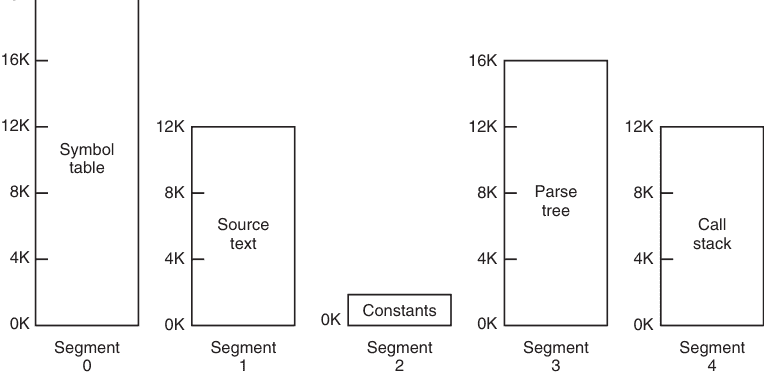 16K
12K
8K
4K
0K
Symbol
table
Segment
0
12K
8K
4K
0K
Source
text
Segment
1
0K
Constants
Segment
2
16K
12K
8K
4K
0K
Parse
tree
Segment
3
12K
8K
4K
0K
Call
stack
Segment
4